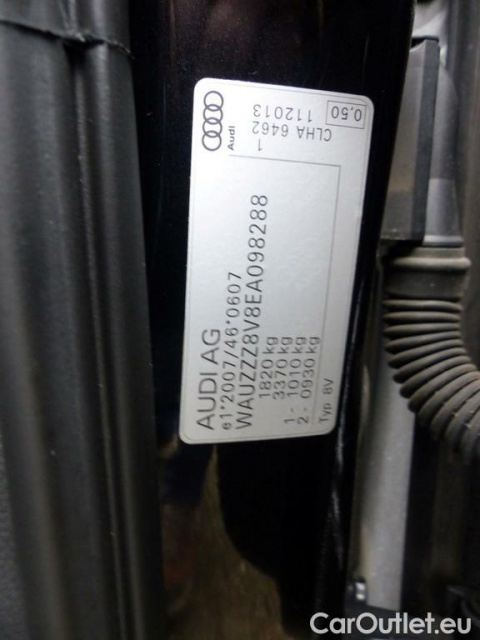 AUDI AG
e1*2007/46*0607
WAUZZZ8V8EA098288
1820 kg
3370 kg
1 - 1010 kg
2 - 0930 kg
Typ 8V
Audi
1
CLHA 6462
112013
0,50
CarOutlet.eu